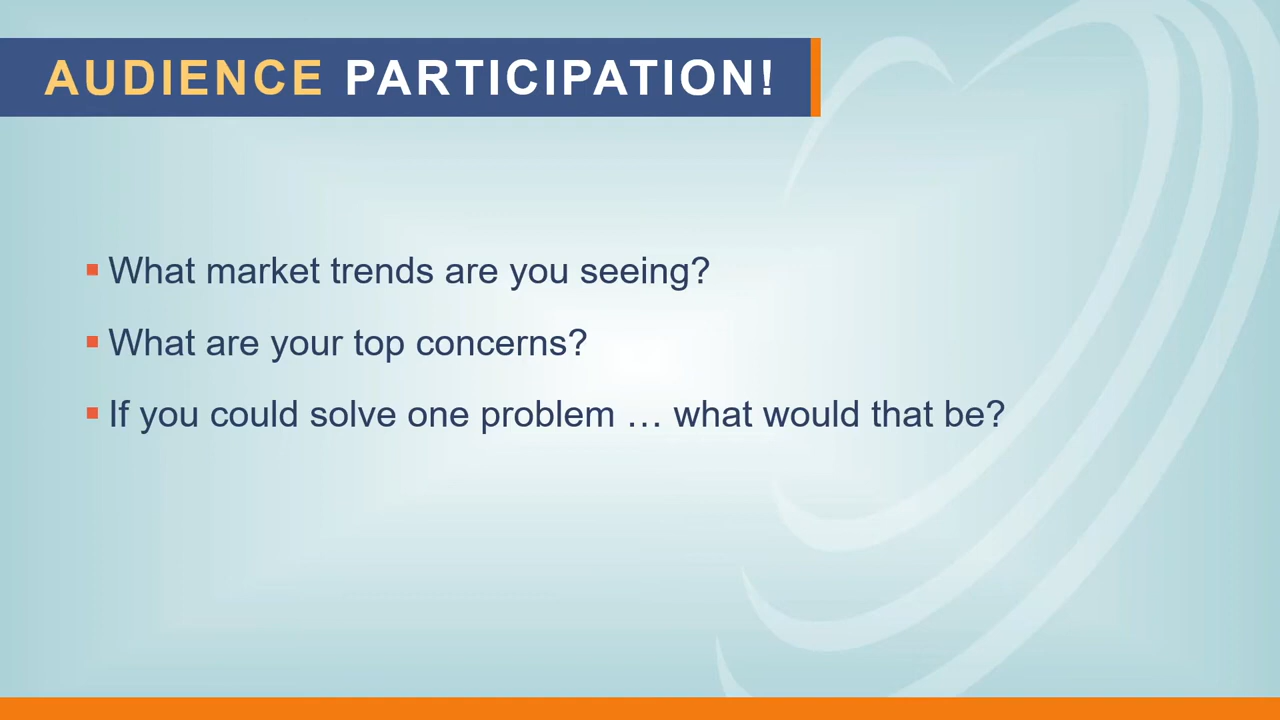 AUDIENCE PARTICIPATION!
What market trends are you seeing?
What are your top concerns?
If you could solve one problem … what would that be?